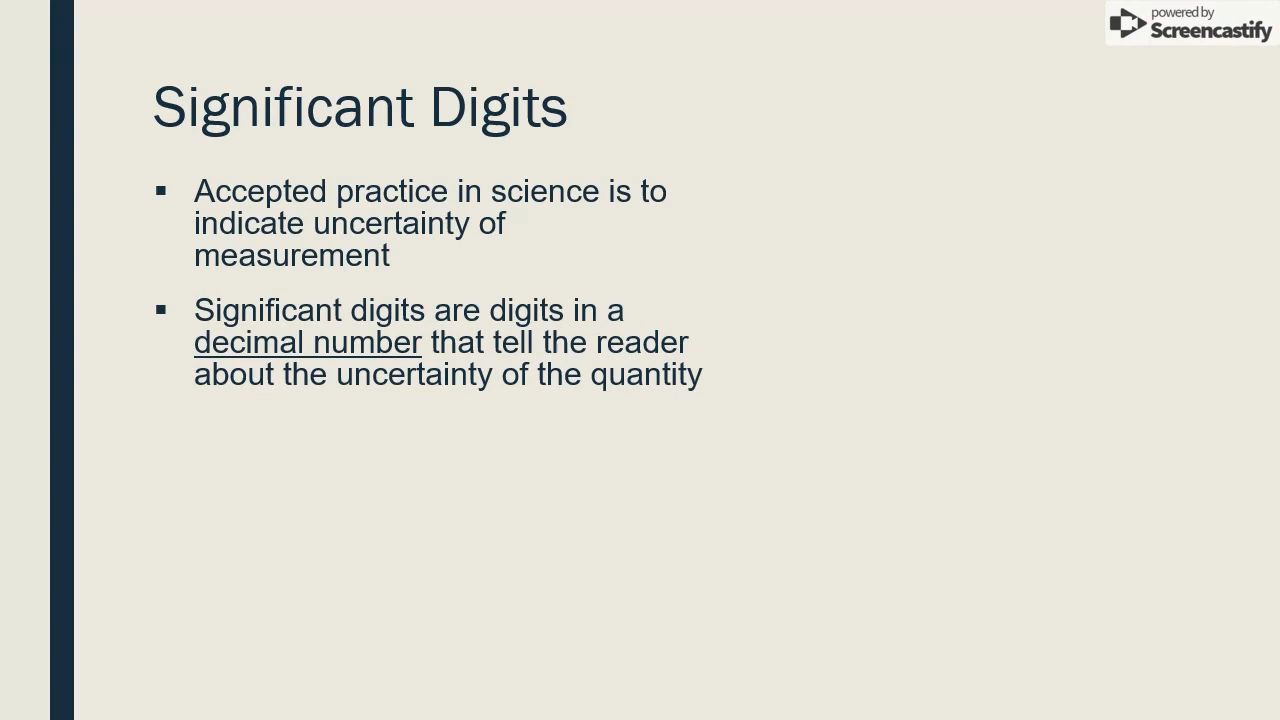 powered by
Screencastify
Significant Digits
▪ Accepted practice in science is to
indicate uncertainty of
measurement
▪ Significant digits are digits in a
decimal number that tell the reader
about the uncertainty of the quantity